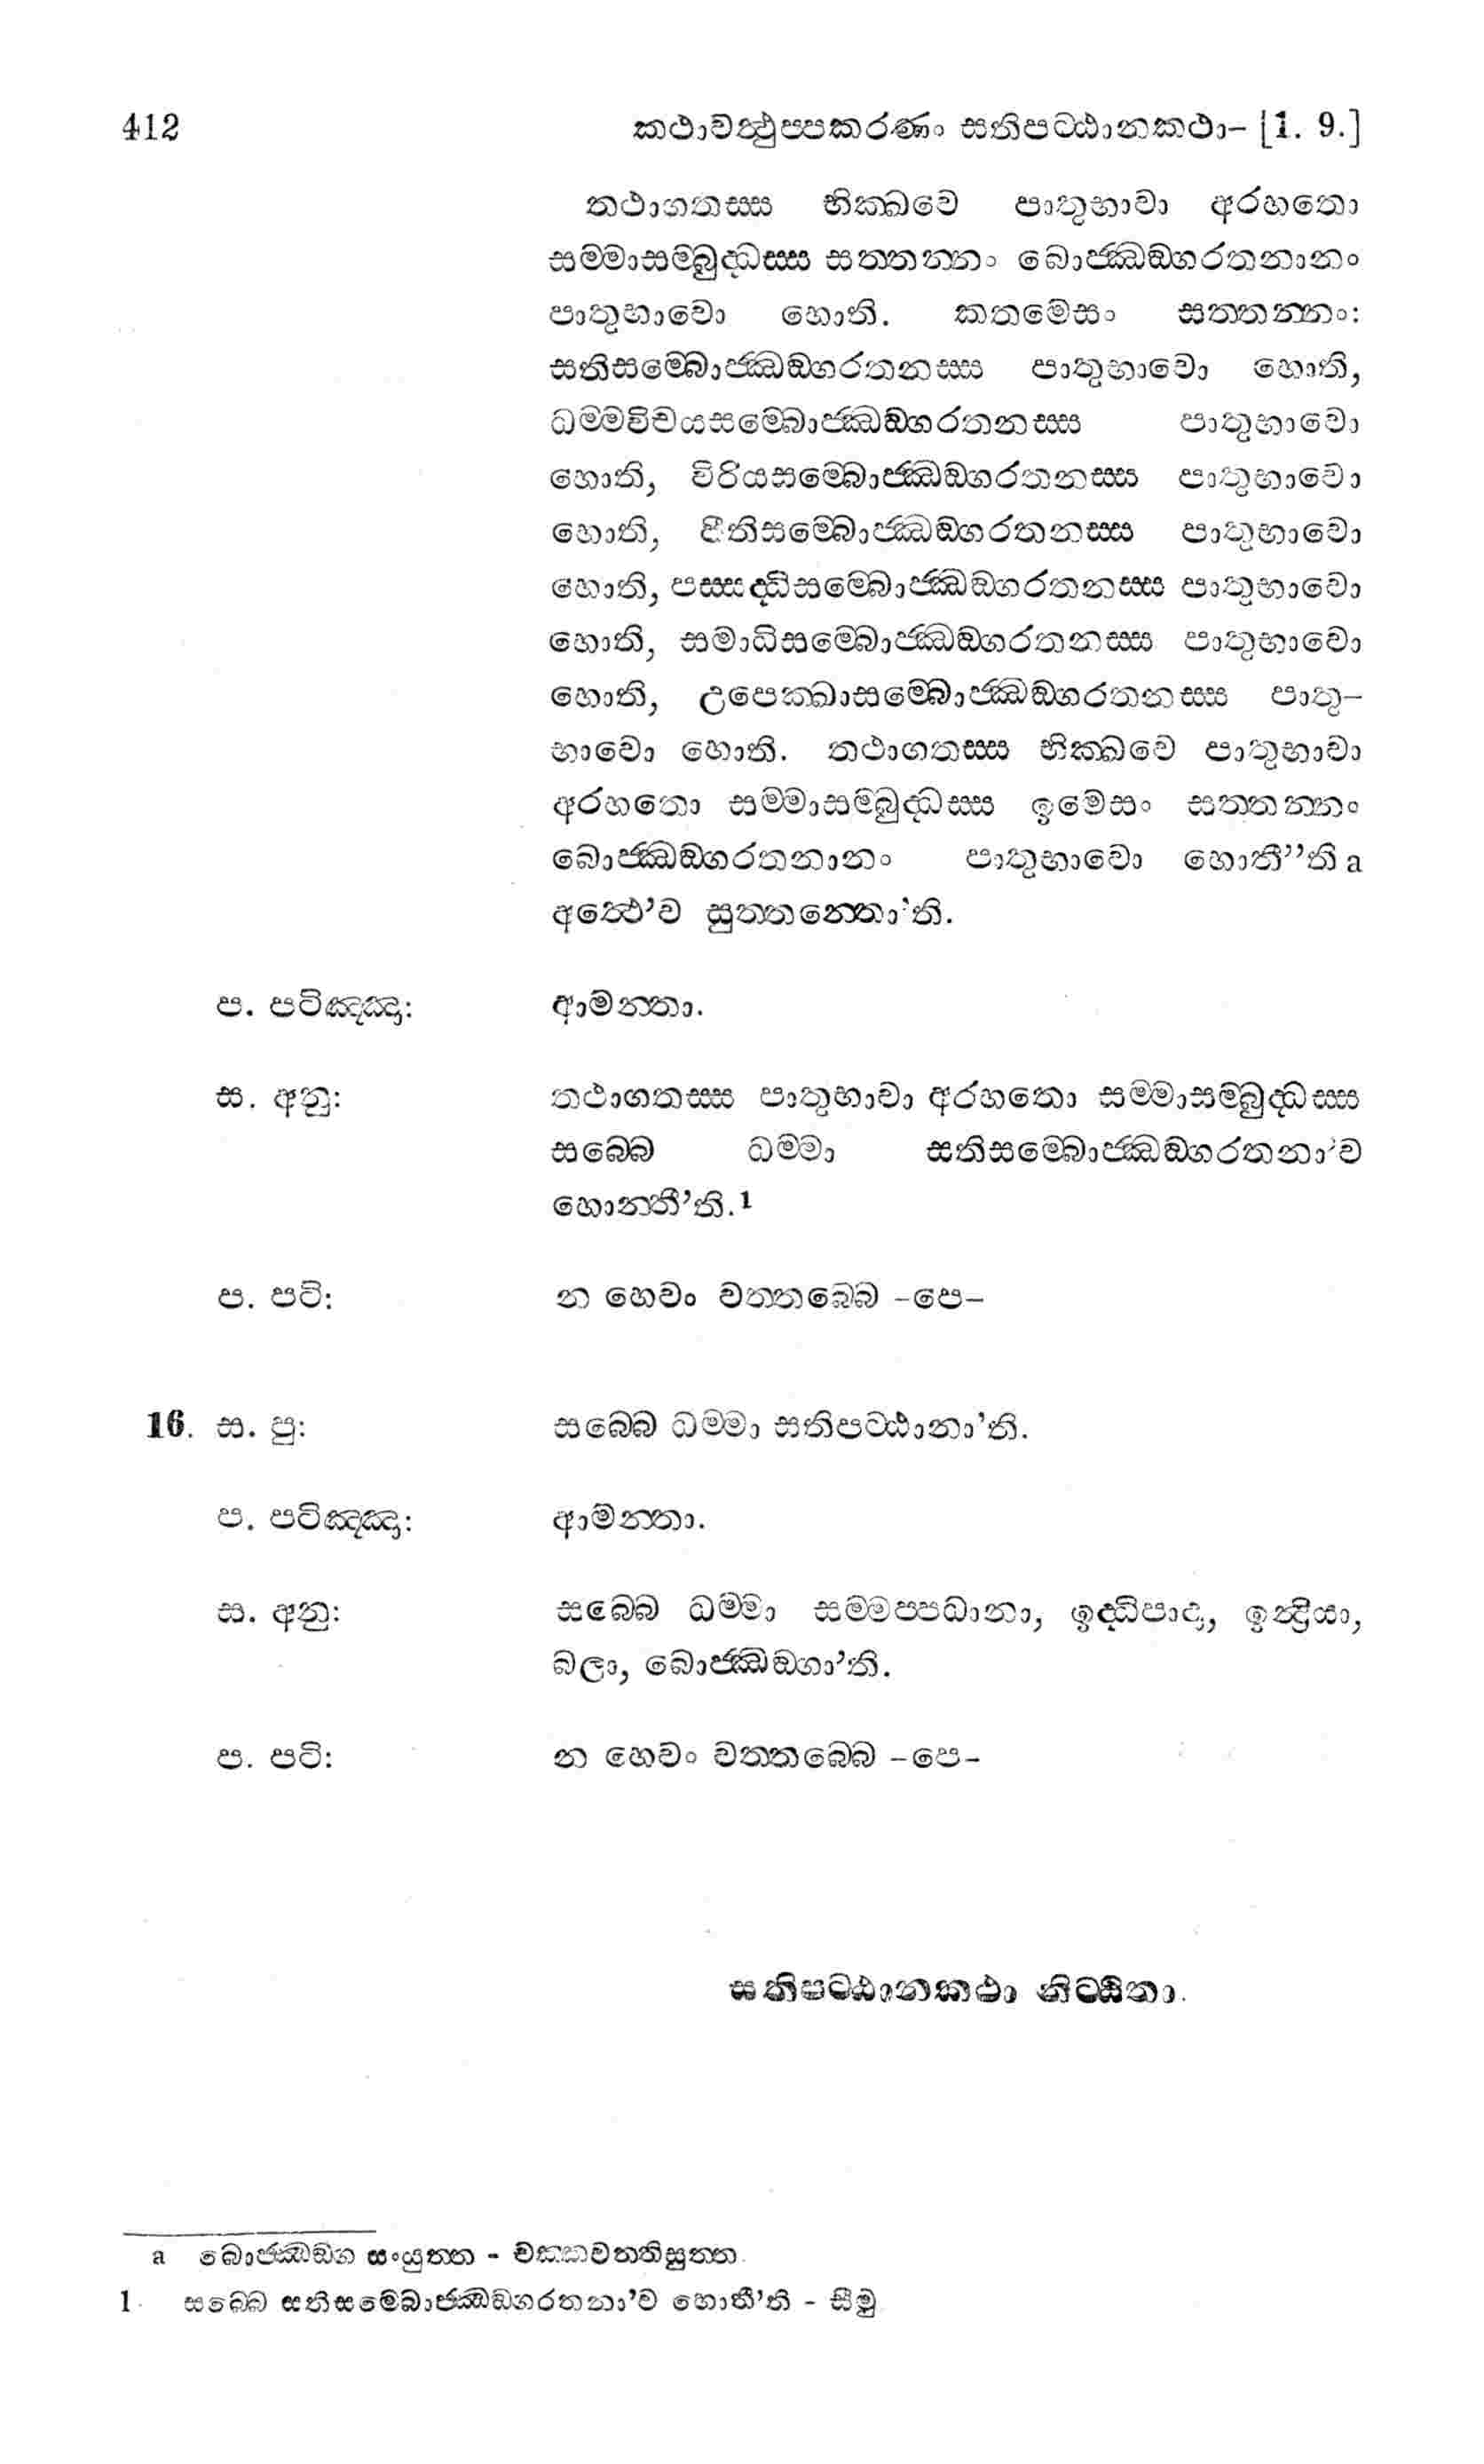 412 කථාවත්‍ථුප්පකරණං සතිපට්ඨානකථා– [1. 9.]
තථාගතස්ස භික්ඛවෙ පාතුභාවා අරහතො
සම්මාසම්බුද්ධස්ස සත්තන්නං බොජ්ඣඞ්ගරතනානං
පාතුභාවො හොති. කතමෙසං සත්තන්නං:
සතිසම්බොජ්ඣඞ්ගරතනස්ස පාතුභාවො හොති,
ධම්මවිචයසම්බොජ්ඣඞ්ගරතනස්ස පාතුභාවො
හොති, විරියසම්බොජ්ඣඞ්ගරතනස්ස පාතුභාවො
හොති, පීතිසම්බොජ්ඣඞ්ගරතනස්ස පාතුභාවො
හොති, පස්සද්ධිසම්බොජ්ඣඞ්ගරතනස්ස පාතුභාවො
හොති, සමාධිසම්බොජ්ඣඞ්ගරතනස්ස පාතුභාවො
හොති, උපෙක්ඛාසම්බොජ්ඣඞ්ගරතනස්ස පාතු–
භාවො හොති. තථාගතස්ස භික්ඛවෙ පාතුභාවා
අරහතො සම්මාසම්බුද්ධස්ස ඉමෙසං සත්තන්නං
බොජ්ඣඞ්ගරතනානං පාතුභාවො හොතී’’ති a
අත්‍ථෙ’ව සුත්තන්තො’ති.
ප. පටිඤ්ඤා: ආමන්තා.
ස. අනු: තථාගතස්ස පාතුභාවා අරහතො සම්මාසම්බුද්ධස්ස
සබ්බෙ ධම්මා සතිසම්බොජ්ඣඞ්ගරතනා’ව
හොන්තී’ති.1
ප. පටි: න හෙවං වත්තබ්බෙ –පෙ–
16. ස. පු: සබ්බෙ ධම්මා සතිපට්ඨානා’ති.
ප. පටිඤ්ඤා: ආමන්තා.
ස. අනු: සබ්බෙ ධම්මා සම්මප්පධානා, ඉද්ධිපාදා, ඉන්‍ද්‍රියා,
බලා, බොජ්ඣඞ්ගා’ති.
ප. පටි: න හෙවං වත්තබ්බෙ –පෙ–
සතිපට්ඨානකථා නිට්ඨිතා.
a බොජ්ඣඞ්ග සංයුත්ත - චක්කවත්තිසුත්ත.
1. සබ්බෙ සතිසම්බොජ්ඣඞ්ගරතනා’ව හොතී’ති - සීමු